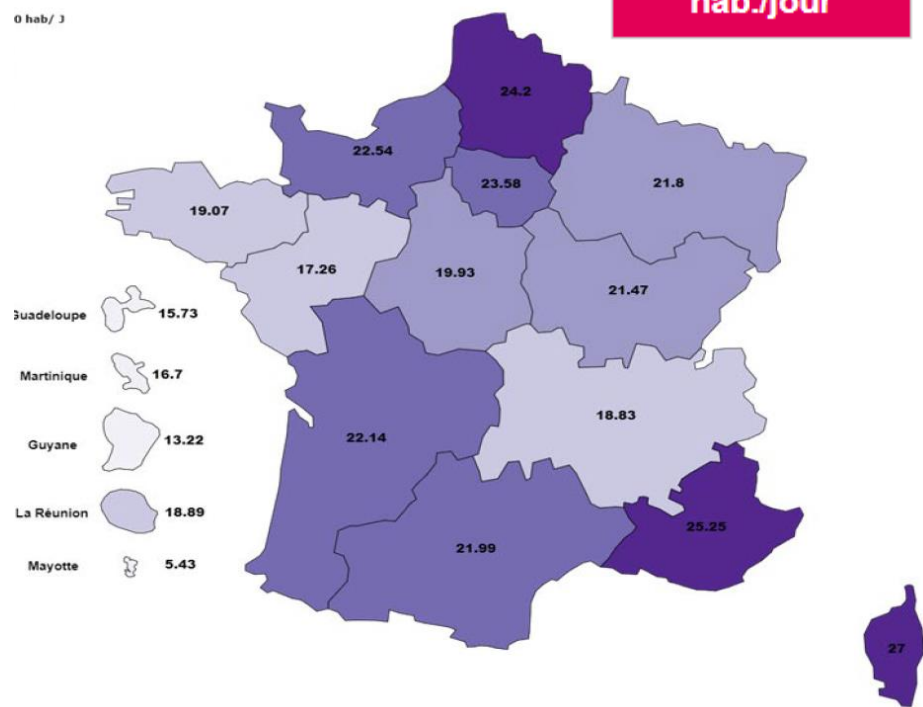 0 hab/ J
hab./jour
24.2
22.54
23.58
21.8
19.07
17.26
19.93
21.47
Guadeloupe 15.73
Martinique 16.7
18.83
Guyane 13.22
22.14
La Réunion 18.89
25.25
21.99
Mayotte 5.43
27